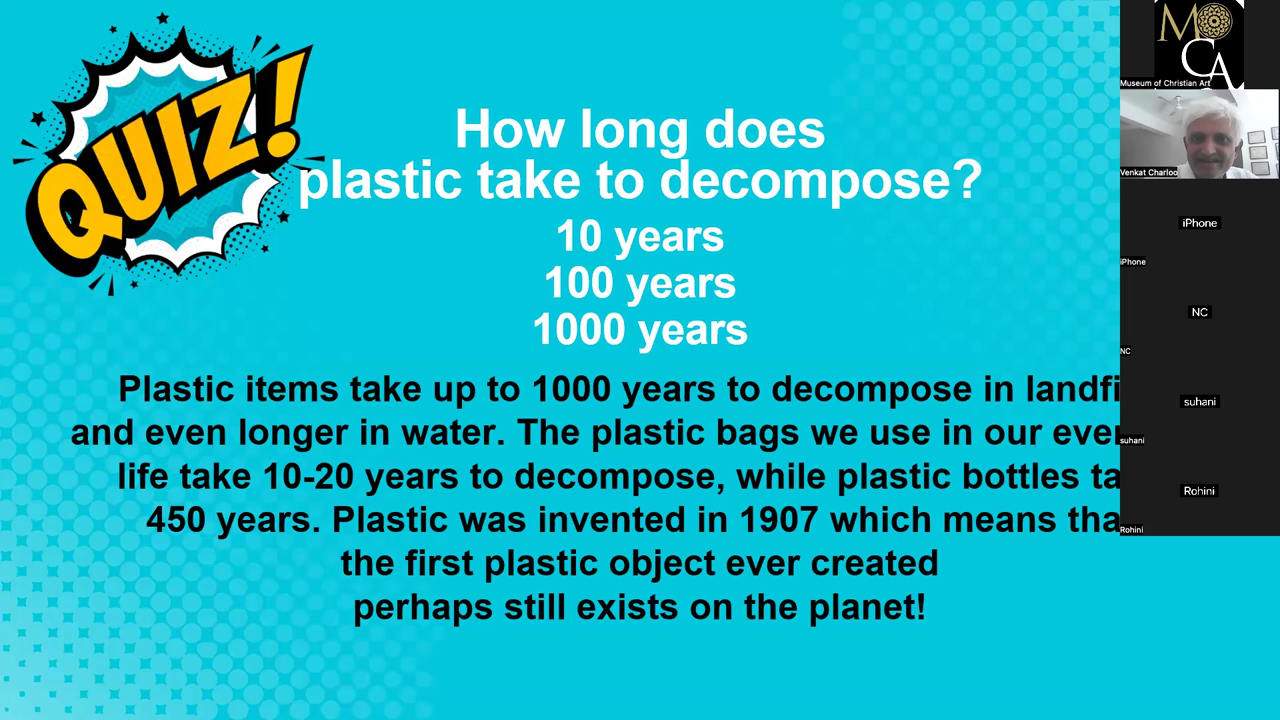 QUIZ!
How long does
plastic take to decompose?
10 years
100 years
1000 years
Plastic items take up to 1000 years to decompose in landfi
and even longer in water. The plastic bags we use in our ever
life take 10-20 years to decompose, while plastic bottles ta
450 years. Plastic was invented in 1907 which means tha
the first plastic object ever created
perhaps still exists on the planet!
M
CA
Museum of Christian Art
Venkat Charloo
iPhone
iPhone
NC
NC
suhani
suhani
Rohini
Rohini